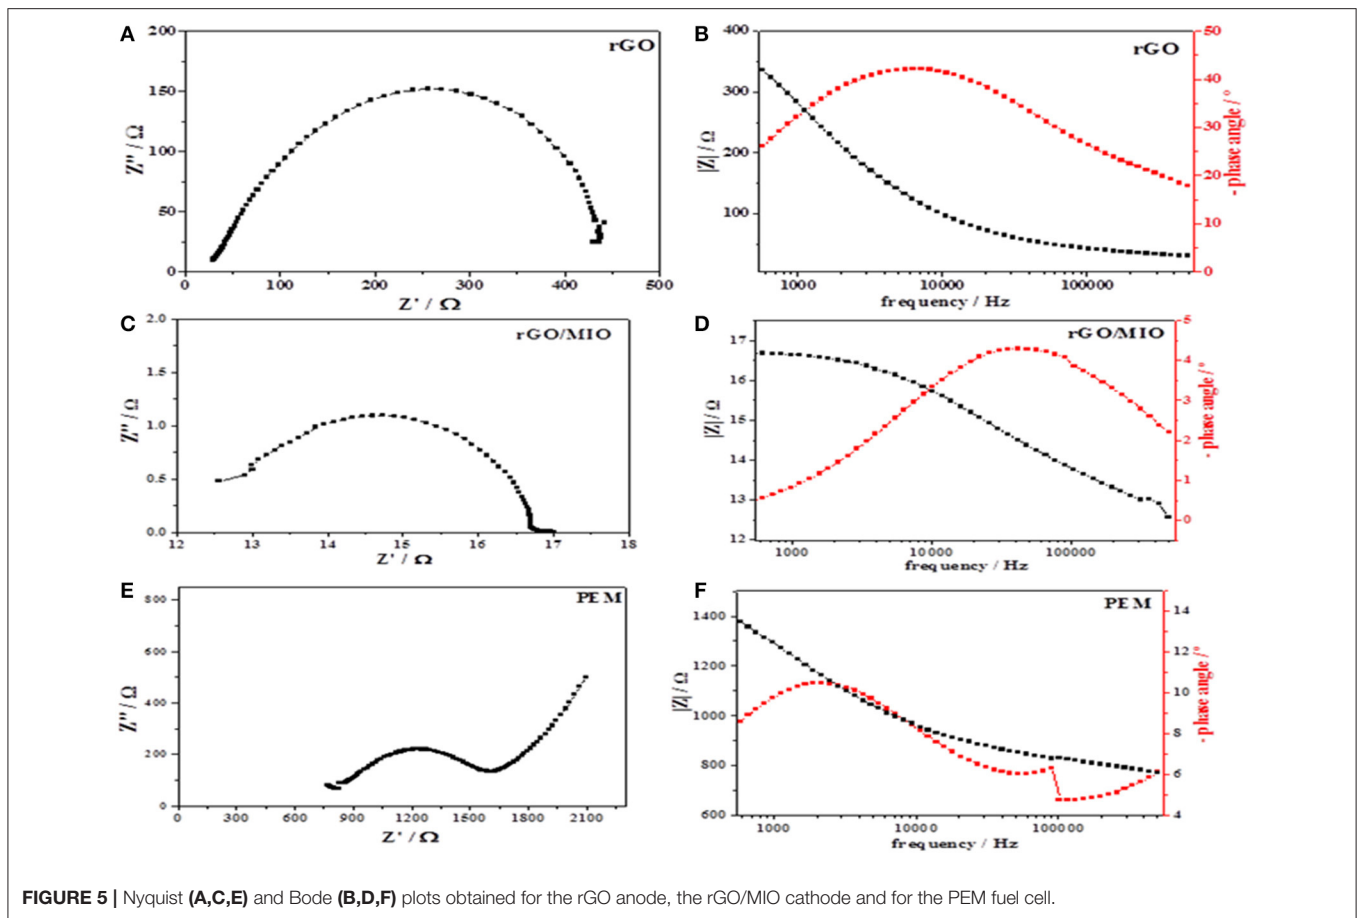 A
200
150
100
50
0
Z'' / Ω
rGO
0 100 200 300 400 500
Z' / Ω
B
400
300
200
100
|Z| / Ω
rGO
50
40
30
20
10
0
- phase angle / °
1000 10000 100000
frequency / Hz
C
2.0
1.5
1.0
0.5
0.0
Z'' / Ω
rGO/MIO
12 13 14 15 16 17 18
Z' / Ω
D
17
16
15
14
13
12
|Z| / Ω
rGO/MIO
5
4
3
2
1
0
- phase angle / °
1000 10000 100000
frequency / Hz
E
800
600
400
200
0
Z'' / Ω
PEM
0 300 600 900 1200 1500 1800 2100
Z' / Ω
F
1400
1200
1000
800
600
|Z| / Ω
PEM
14
12
10
8
6
4
- phase angle / °
1000 10000 100000
frequency / Hz
FIGURE 5 | Nyquist (A,C,E) and Bode (B,D,F) plots obtained for the rGO anode, the rGO/MIO cathode and for the PEM fuel cell.